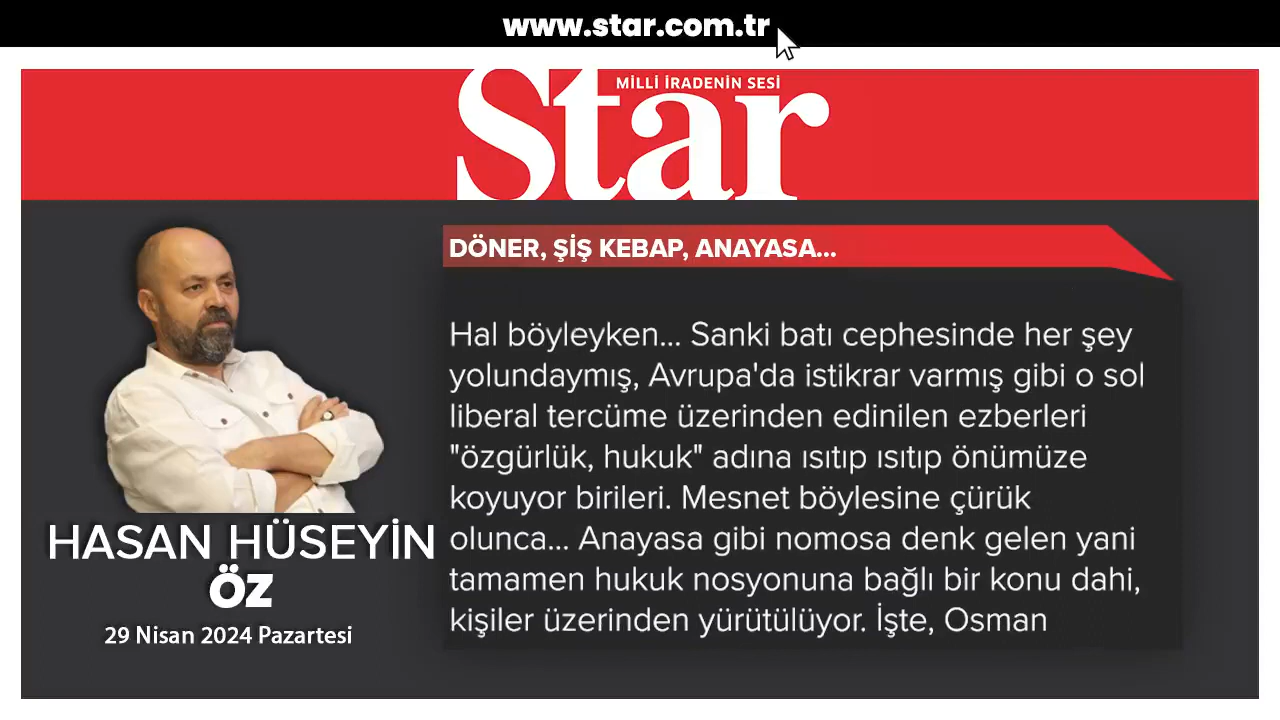 www.star.com.tr
MİLLİ İRADENİN SESİ
Star
DÖNER, ŞİŞ KEBAP, ANAYASA...
Hal böyleyken... Sanki batı cephesinde her şey
yolundaymış, Avrupa'da istikrar varmış gibi o sol
liberal tercüme üzerinden edinilen ezberleri
"özgürlük, hukuk" adına ısıtıp ısıtıp önümüze
koyuyor birileri. Mesnet böylesine çürük
olunca... Anayasa gibi nomosa denk gelen yani
tamamen hukuk nosyonuna bağlı bir konu dahi,
kişiler üzerinden yürütülüyor. İşte, Osman
HASAN HÜSEYİN
ÖZ
29 Nisan 2024 Pazartesi